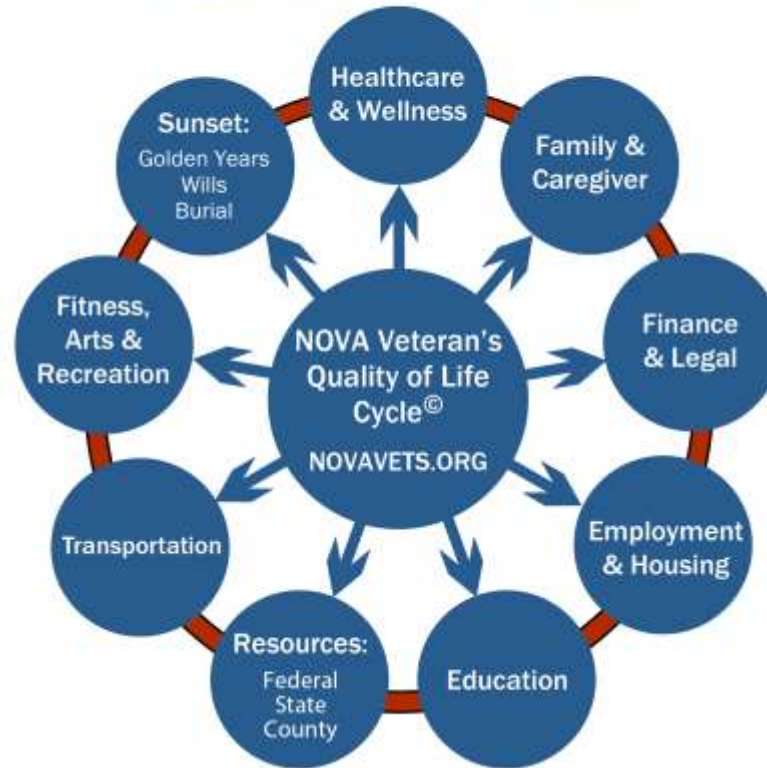 Healthcare
& Wellness
Family &
Caregiver
Finance
& Legal
Employment
& Housing
Education
Resources:
Federal
State
County
Transportation
Fitness,
Arts &
Recreation
Sunset:
Golden Years
Wills
Burial
NOVA Veteran's
Quality of Life
Cycle©
NOVAVETS.ORG